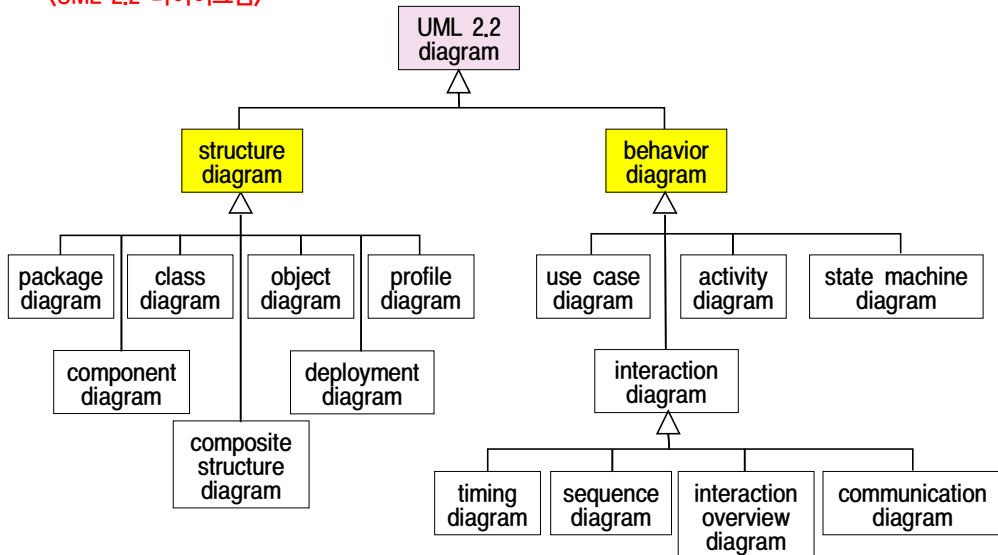 UML 2.2
diagram
structure
diagram
behavior
diagram
package
diagram
class
diagram
object
diagram
profile
diagram
use case
diagram
activity
diagram
state machine
diagram
component
diagram
deployment
diagram
interaction
diagram
composite
structure
diagram
timing
diagram
sequence
diagram
interaction
overview
diagram
communication
diagram